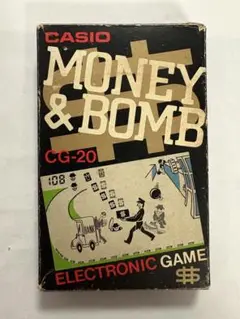 CASIO
MONEY
& BOMB
CG-20
108
ELECTRONIC GAME